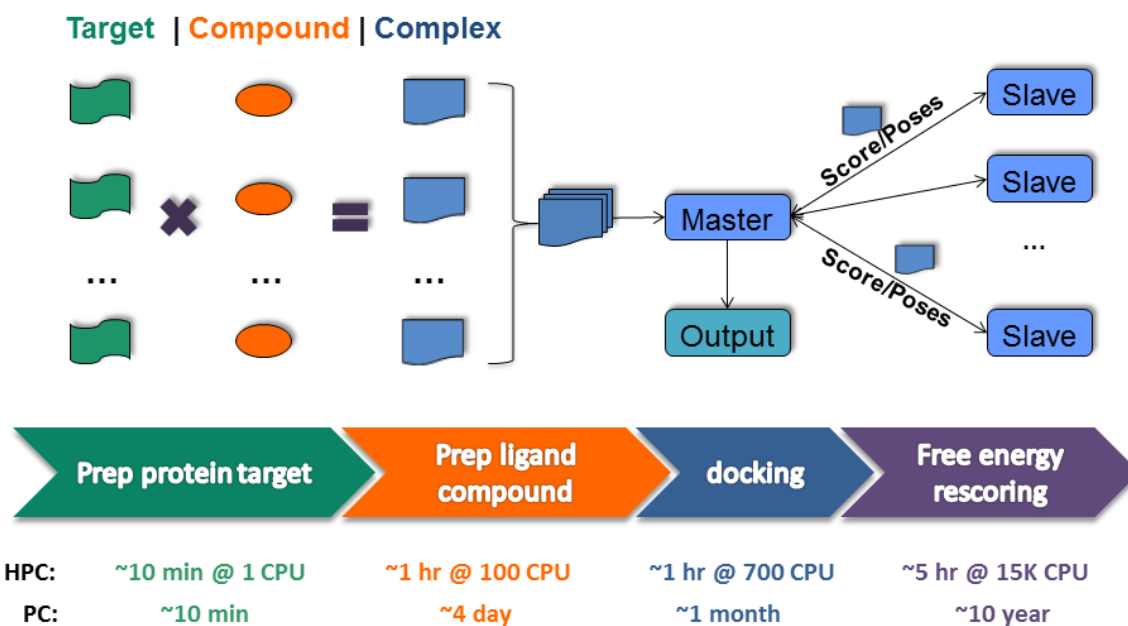 Target | Compound | Complex
Slave
Score/Poses
Slave
Master
... ... ... ...
Score/Poses
Output
Slave
Prep protein target
Prep ligand
compound
docking
Free energy
rescoring
HPC: ~10 min @ 1 CPU ~1 hr @ 100 CPU ~1 hr @ 700 CPU ~5 hr @ 15K CPU
PC: ~10 min ~4 day ~1 month ~10 year